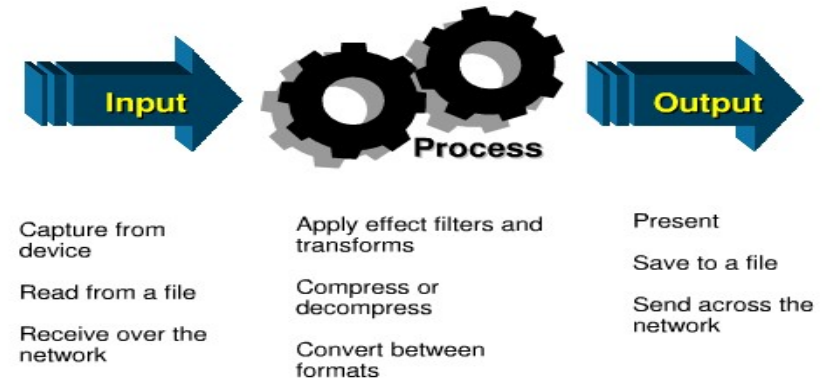 Input
Process
Output
Capture from
device
Read from a file
Receive over the
network
Apply effect filters and
transforms
Compress or
decompress
Convert between
formats
Present
Save to a file
Send across the
network